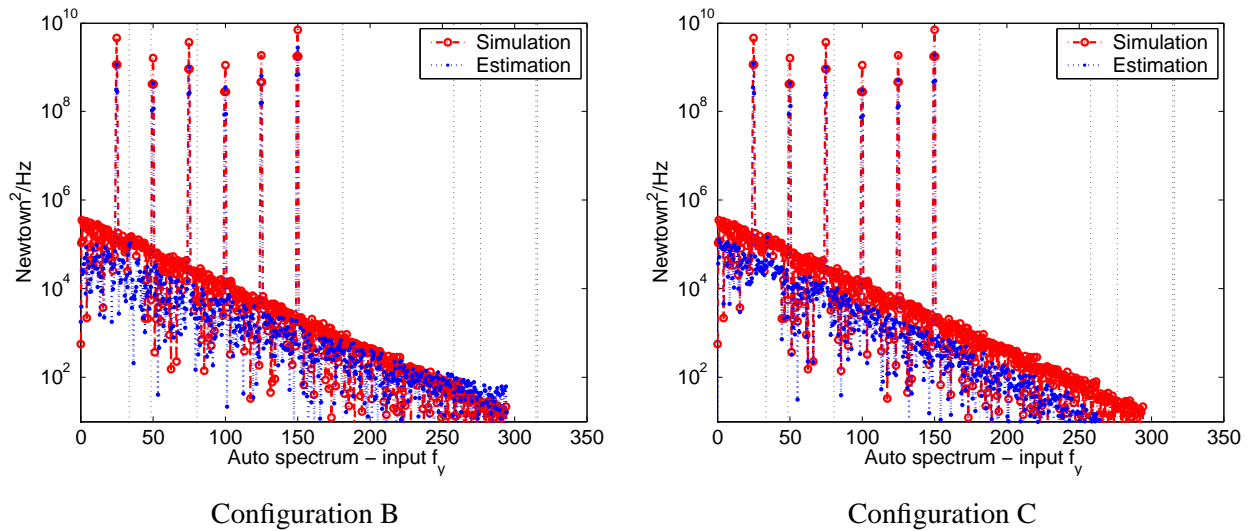 10^10
10^8
10^6
10^4
10^2
Newtown^2/Hz
Simulation
Estimation
0 50 100 150 200 250 300 350
Auto spectrum − input f_y
Configuration B
10^10
10^8
10^6
10^4
10^2
Newtown^2/Hz
Simulation
Estimation
0 50 100 150 200 250 300 350
Auto spectrum − input f_y
Configuration C